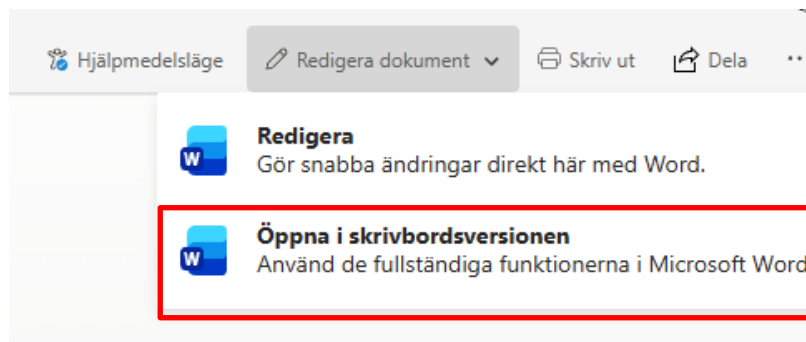 Hjälpmedelsläge Redigera dokument Skriv ut Dela ...
Redigera
Gör snabba ändringar direkt här med Word.
Öppna i skrivbordsversionen
Använd de fullständiga funktionerna i Microsoft Word